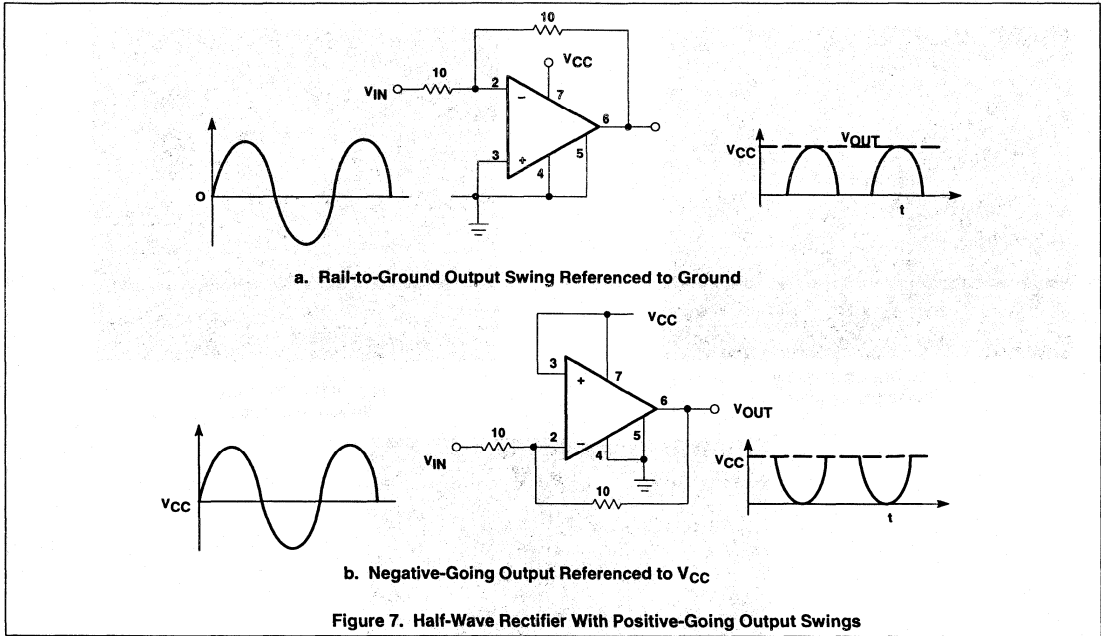 10
VCC
10
VIN
2
−
7
6
5
3
+
4
O
VCC
VOUT
t
a. Rail-to-Ground Output Swing Referenced to Ground
VCC
3
+
7
6
VOUT
10
2
−
5
4
VIN
10
VCC
VCC
t
b. Negative-Going Output Referenced to VCC
Figure 7. Half-Wave Rectifier With Positive-Going Output Swings